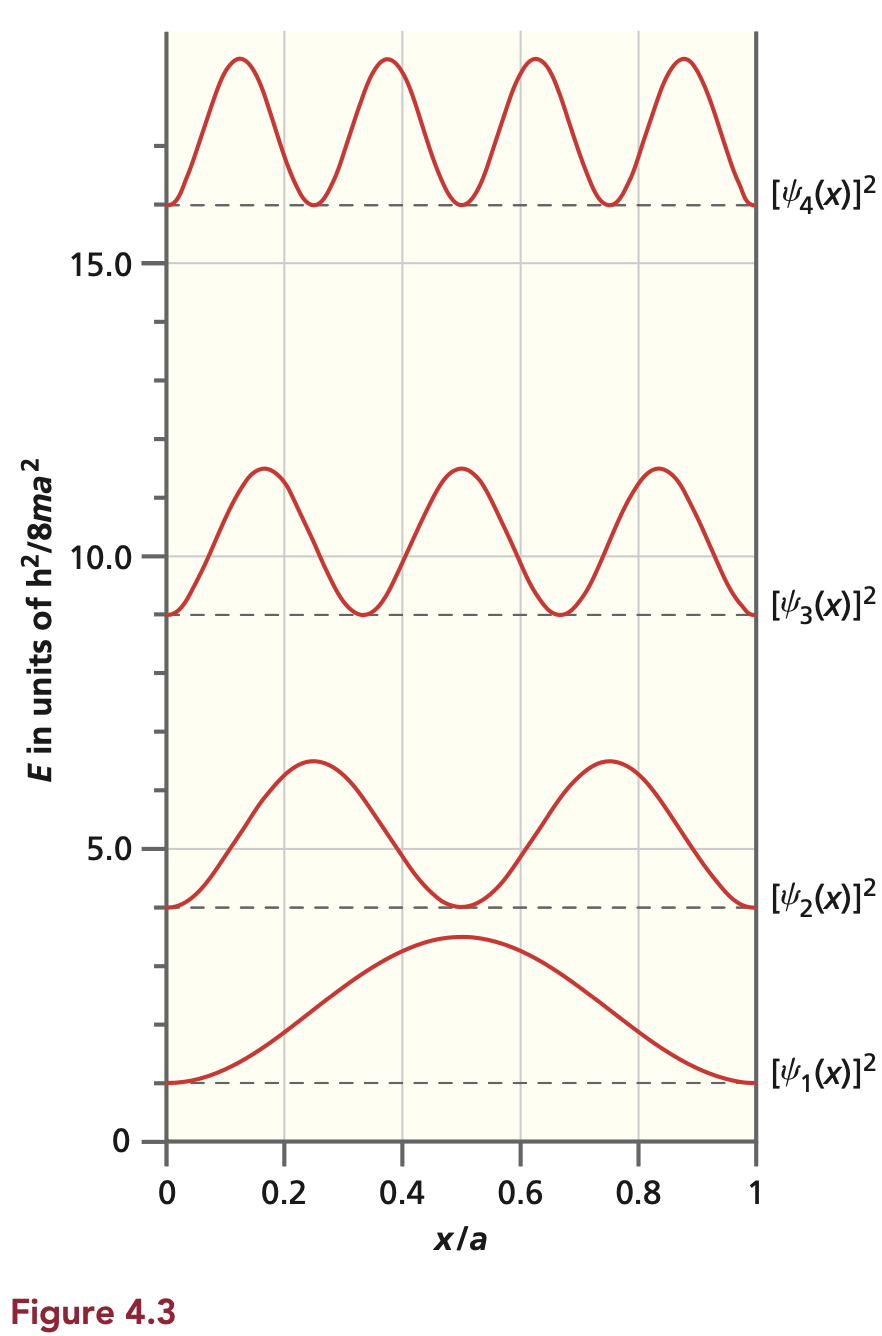 [ψ₄(x)]²
15.0
E in units of h²/8ma²
10.0
[ψ₃(x)]²
5.0
[ψ₂(x)]²
[ψ₁(x)]²
0
0 0.2 0.4 0.6 0.8 1
x/a
Figure 4.3